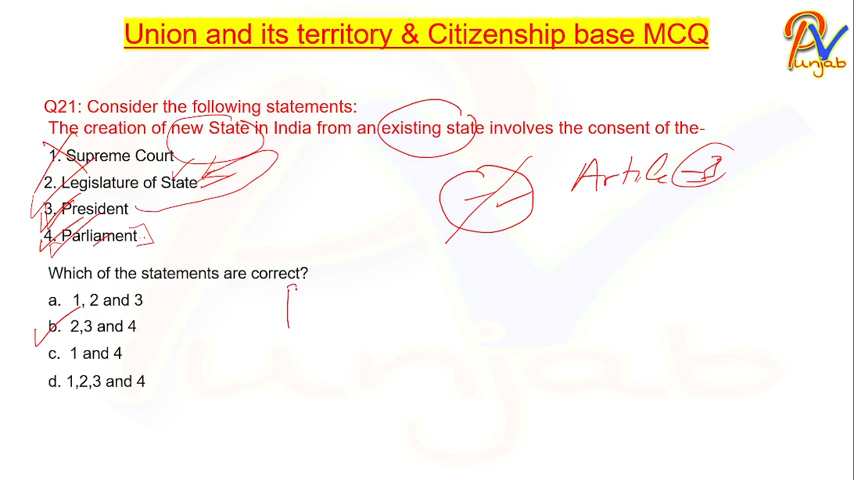 Union and its territory & Citizenship base MCQ
PV
unjab
Q21: Consider the following statements:
The creation of new State in India from an existing state involves the consent of the-
1. Supreme Court
2. Legislature of State.
3. President
4. Parliament
Article 3
Which of the statements are correct?
a. 1, 2 and 3
b. 2,3 and 4
c. 1 and 4
d. 1,2,3 and 4